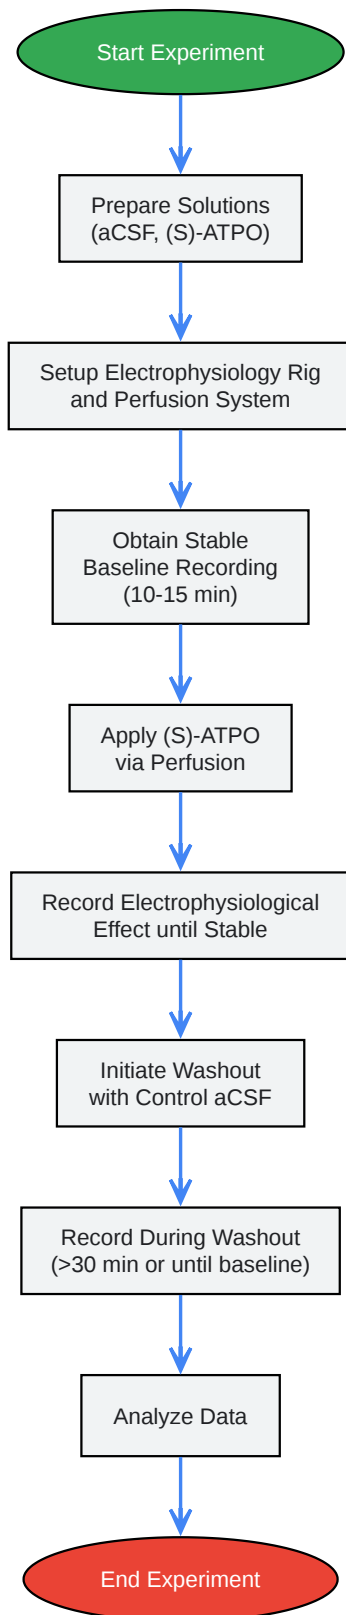 Start Experiment
Prepare Solutions
(aCSF, (S)-ATPO)
Setup Electrophysiology Rig
and Perfusion System
Obtain Stable
Baseline Recording
(10-15 min)
Apply (S)-ATPO
via Perfusion
Record Electrophysiological
Effect until Stable
Initiate Washout
with Control aCSF
Record During Washout
(>30 min or until baseline)
Analyze Data
End Experiment